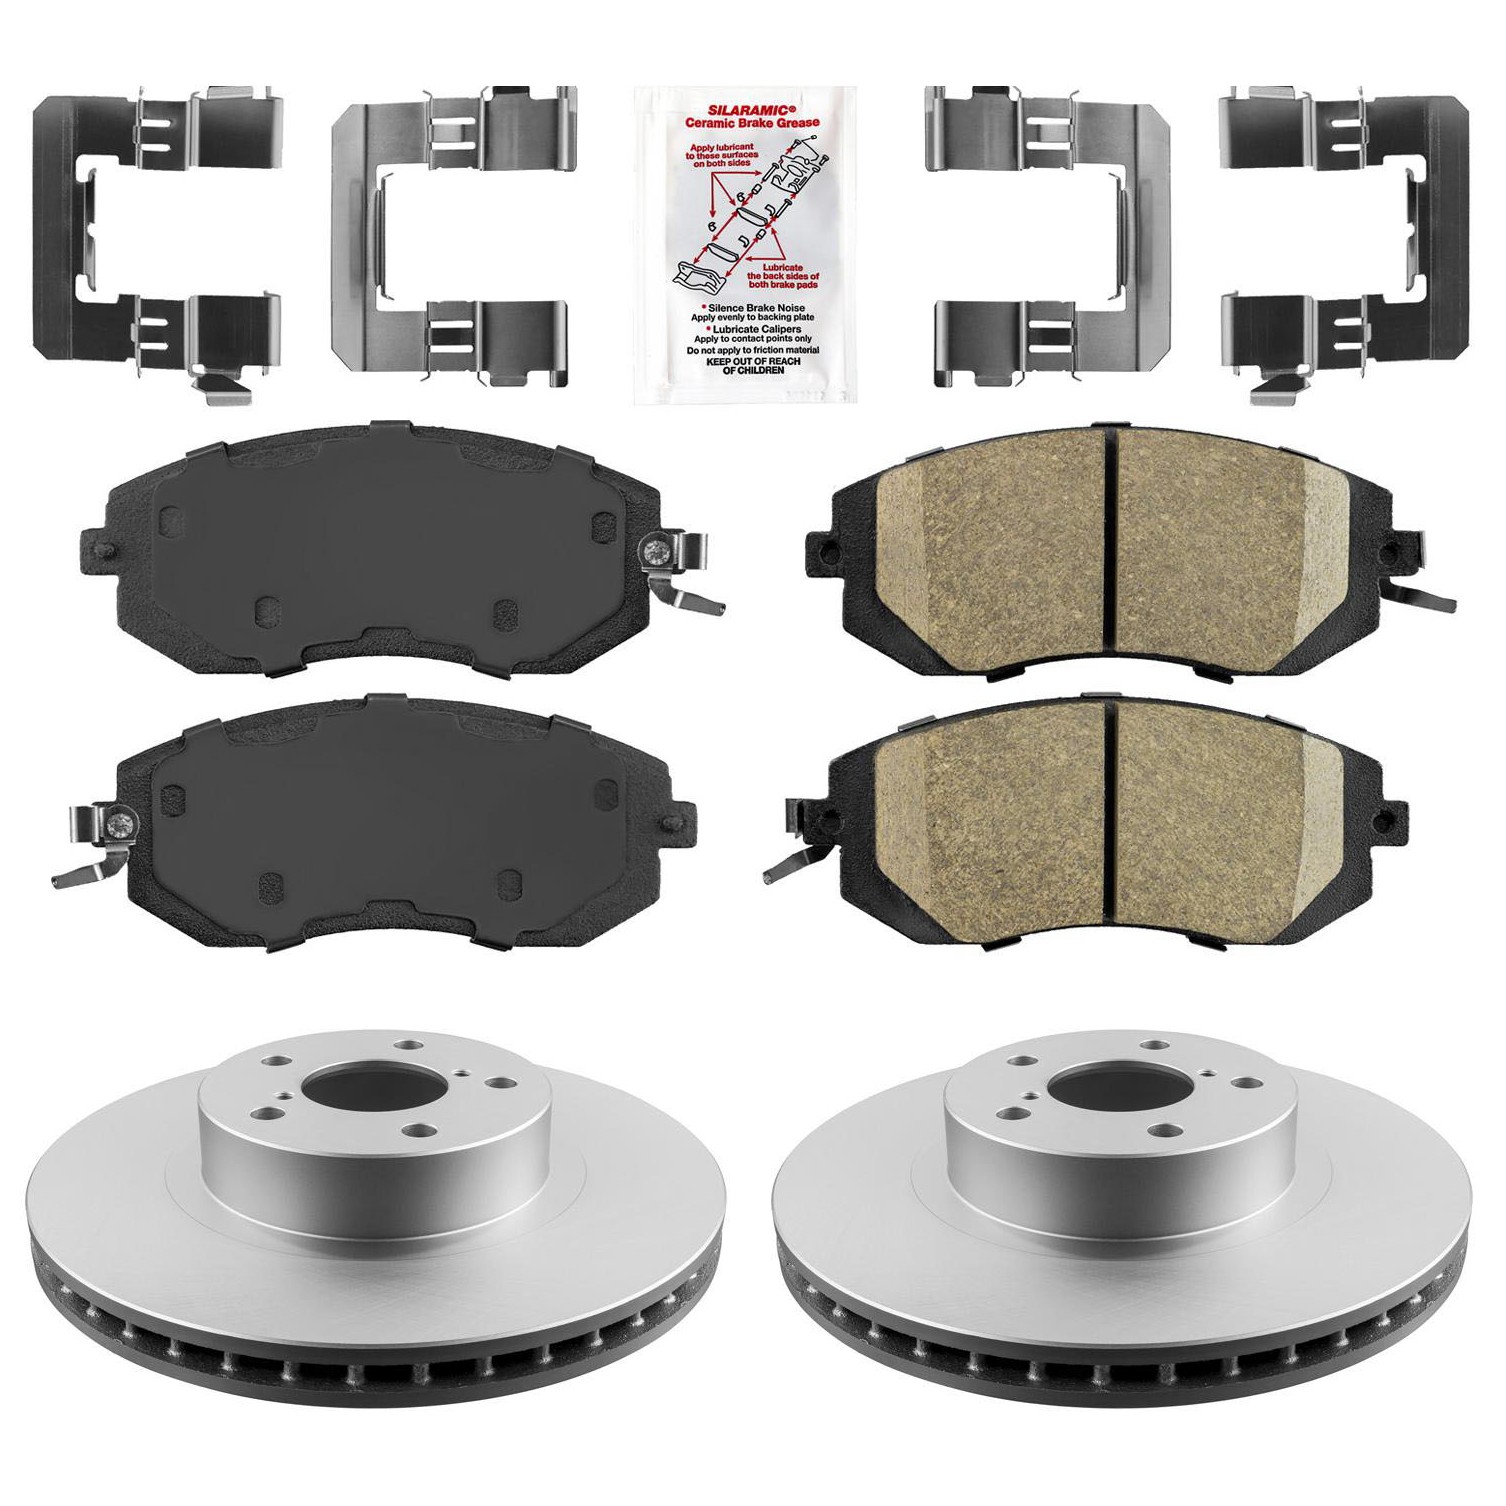 SILARAMIC®
Ceramic Brake Grease
Apply lubricant
to these surfaces
on both sides
Lubricate
the back sides of
both brake pads
* Silence Brake Noise
Apply evenly to backing plate
* Lubricate Calipers
Apply to contact points only
Do not apply to friction material
KEEP OUT OF REACH
OF CHILDREN